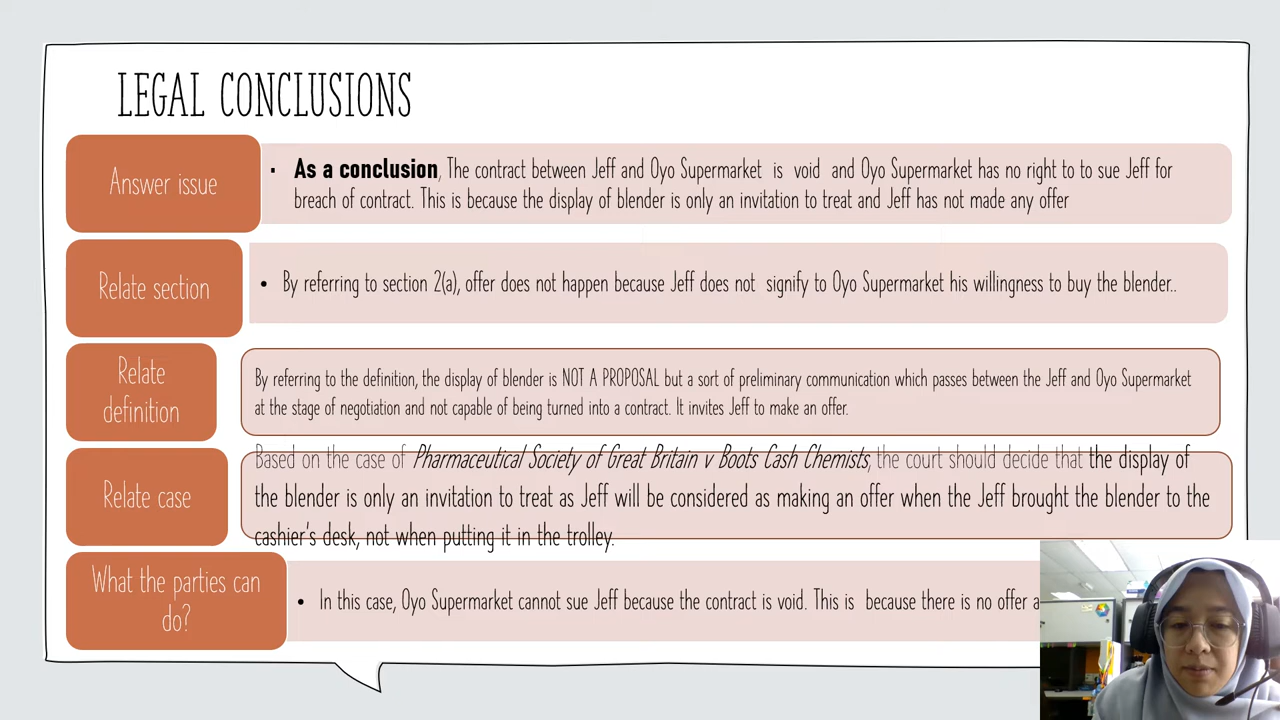 LEGAL CONCLUSIONS
Answer issue
• As a conclusion, The contract between Jeff and Oyo Supermarket is void and Oyo Supermarket has no right to to sue Jeff for
breach of contract. This is because the display of blender is only an invitation to treat and Jeff has not made any offer
Relate section
• By referring to section 2(a), offer does not happen because Jeff does not signify to Oyo Supermarket his willingness to buy the blender..
Relate
definition
By referring to the definition, the display of blender is NOT A PROPOSAL but a sort of preliminary communication which passes between the Jeff and Oyo Supermarket
at the stage of negotiation and not capable of being turned into a contract. It invites Jeff to make an offer.
Relate case
Based on the case of Pharmaceutical Society of Great Britain v Boots Cash Chemists, the court should decide that the display of
the blender is only an invitation to treat as Jeff will be considered as making an offer when the Jeff brought the blender to the
cashier's desk, not when putting it in the trolley.
What the parties can
do?
• In this case, Oyo Supermarket cannot sue Jeff because the contract is void. This is because there is no offer a